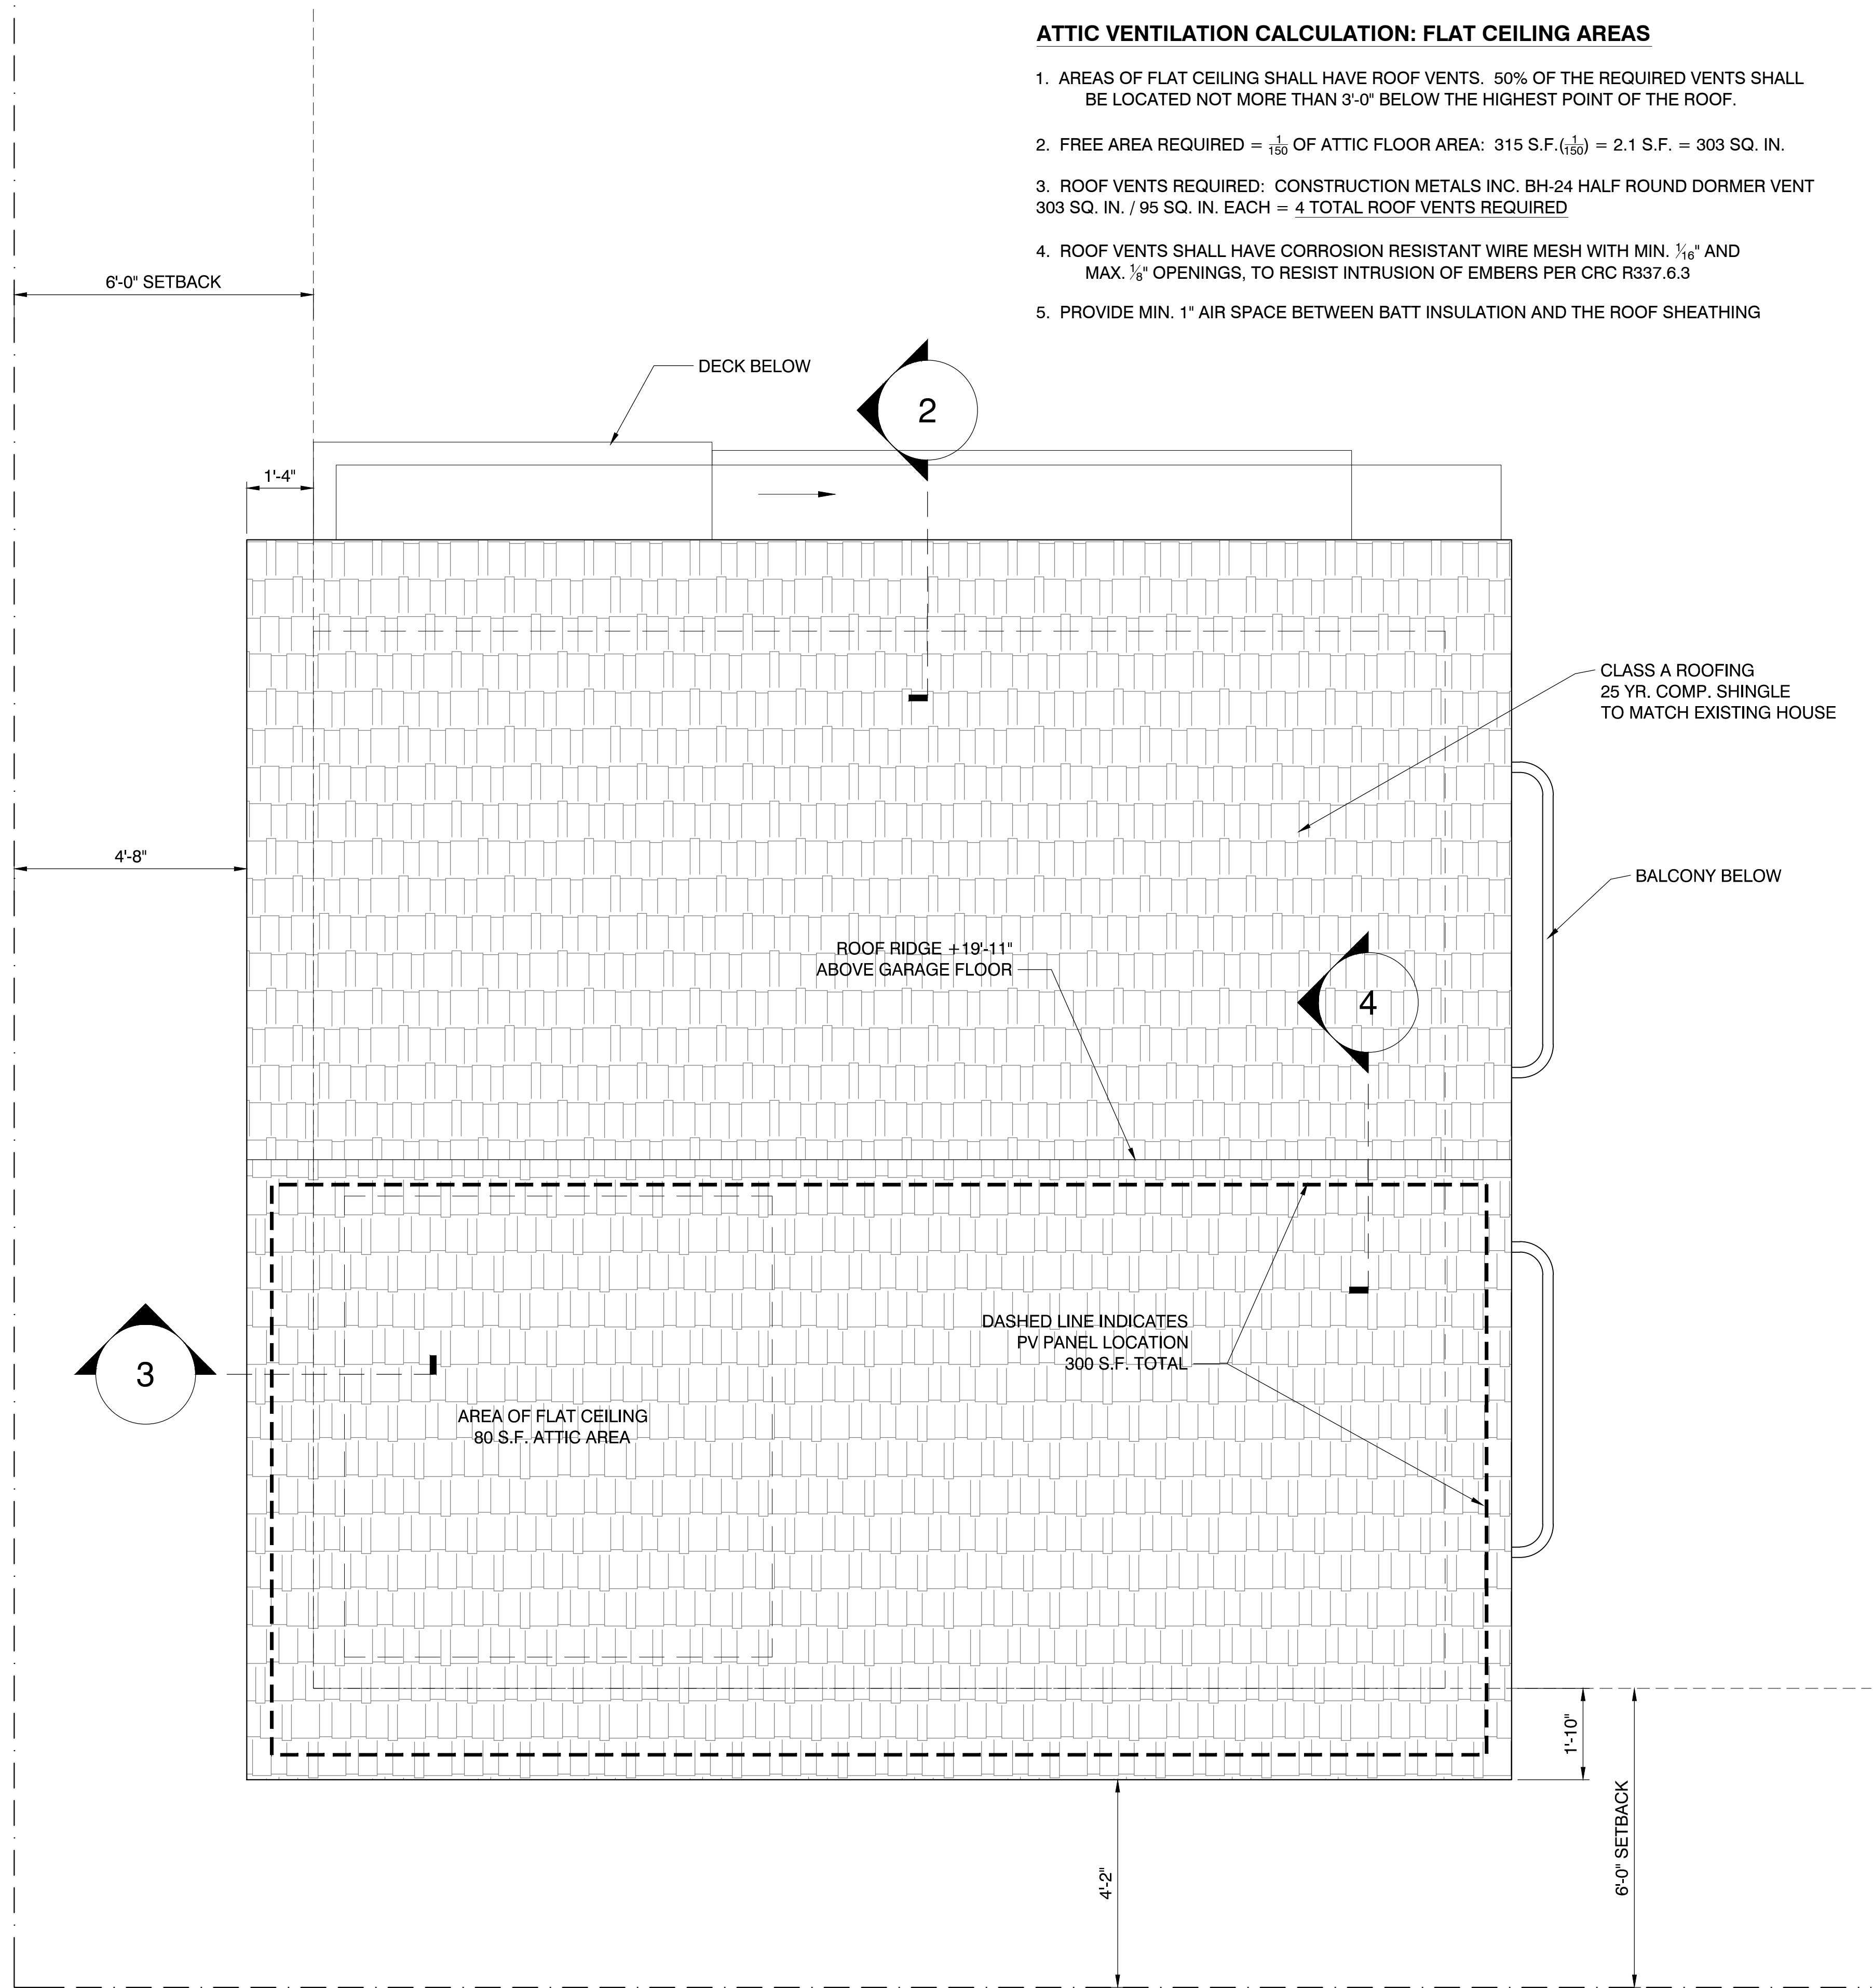 ATTIC VENTILATION CALCULATION: FLAT CEILING AREAS
1. AREAS OF FLAT CEILING SHALL HAVE ROOF VENTS. 50% OF THE REQUIRED VENTS SHALL
BE LOCATED NOT MORE THAN 3'-0" BELOW THE HIGHEST POINT OF THE ROOF.
2. FREE AREA REQUIRED = 1/150 OF ATTIC FLOOR AREA: 315 S.F.(1/150) = 2.1 S.F. = 303 SQ. IN.
3. ROOF VENTS REQUIRED: CONSTRUCTION METALS INC. BH-24 HALF ROUND DORMER VENT
303 SQ. IN. / 95 SQ. IN. EACH = 4 TOTAL ROOF VENTS REQUIRED
4. ROOF VENTS SHALL HAVE CORROSION RESISTANT WIRE MESH WITH MIN. 1/16" AND
MAX. 1/8" OPENINGS, TO RESIST INTRUSION OF EMBERS PER CRC R337.6.3
5. PROVIDE MIN. 1" AIR SPACE BETWEEN BATT INSULATION AND THE ROOF SHEATHING
6'-0" SETBACK
DECK BELOW
2
1'-4"
CLASS A ROOFING
25 YR. COMP. SHINGLE
TO MATCH EXISTING HOUSE
4'-8"
BALCONY BELOW
ROOF RIDGE +19'-11"
ABOVE GARAGE FLOOR
4
DASHED LINE INDICATES
PV PANEL LOCATION
300 S.F. TOTAL
3
AREA OF FLAT CEILING
80 S.F. ATTIC AREA
1'-10"
6'-0" SETBACK
4'-2"